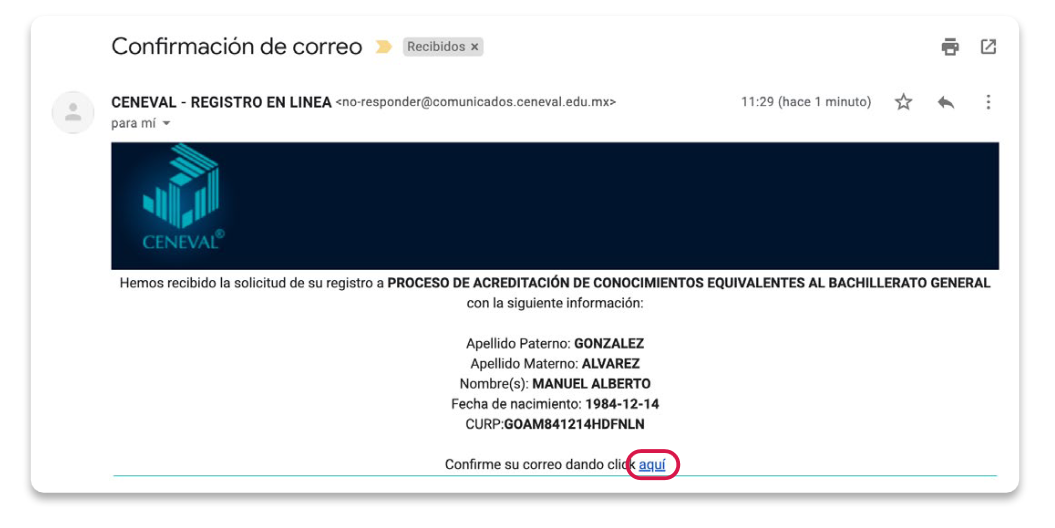 Confirmación de correo Recibidos x
CENEVAL - REGISTRO EN LINEA <no-responder@comunicados.ceneval.edu.mx> 11:29 (hace 1 minuto)
para mí
CENEVAL®
Hemos recibido la solicitud de su registro a PROCESO DE ACREDITACIÓN DE CONOCIMIENTOS EQUIVALENTES AL BACHILLERATO GENERAL
con la siguiente información:
Apellido Paterno: GONZALEZ
Apellido Materno: ALVAREZ
Nombre(s): MANUEL ALBERTO
Fecha de nacimiento: 1984-12-14
CURP:GOAM841214HDFNLN
Confirme su correo dando click aquí